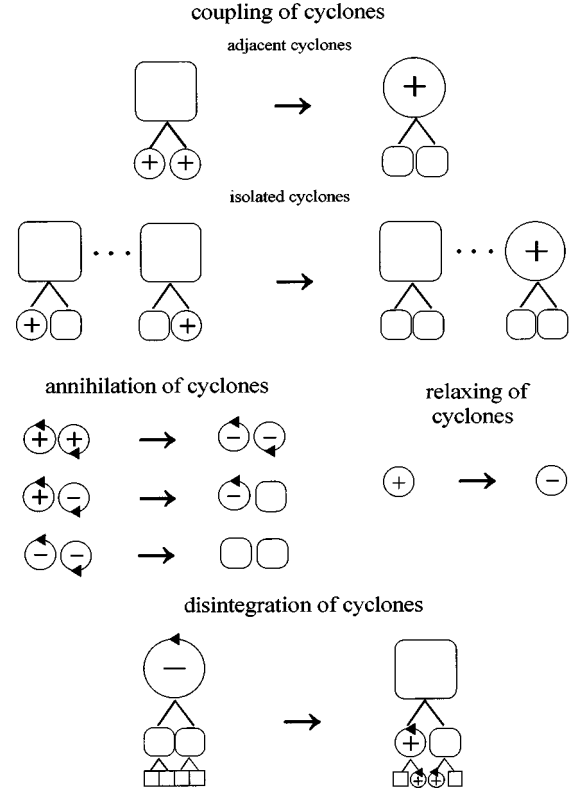 coupling of cyclones
adjacent cyclones
+
+ +
isolated cyclones
· · · · · · +
+ +
annihilation of cyclones
relaxing of
cyclones
+ + − −
+ − −
+ −
− −
disintegration of cyclones
−
+
+ +